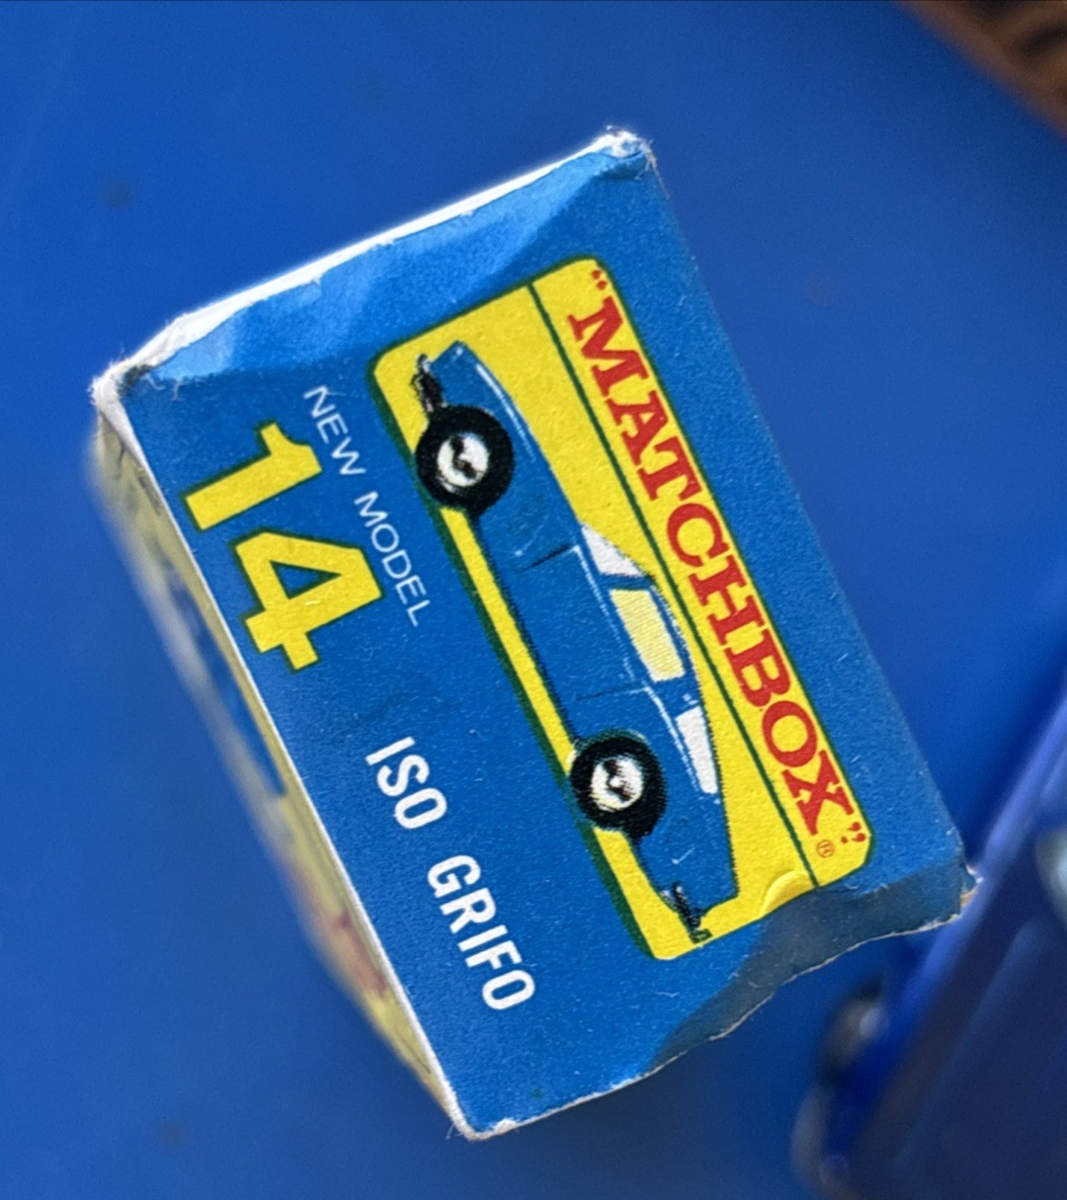 "MATCHBOX"®
NEW MODEL
14 ISO GRIFO